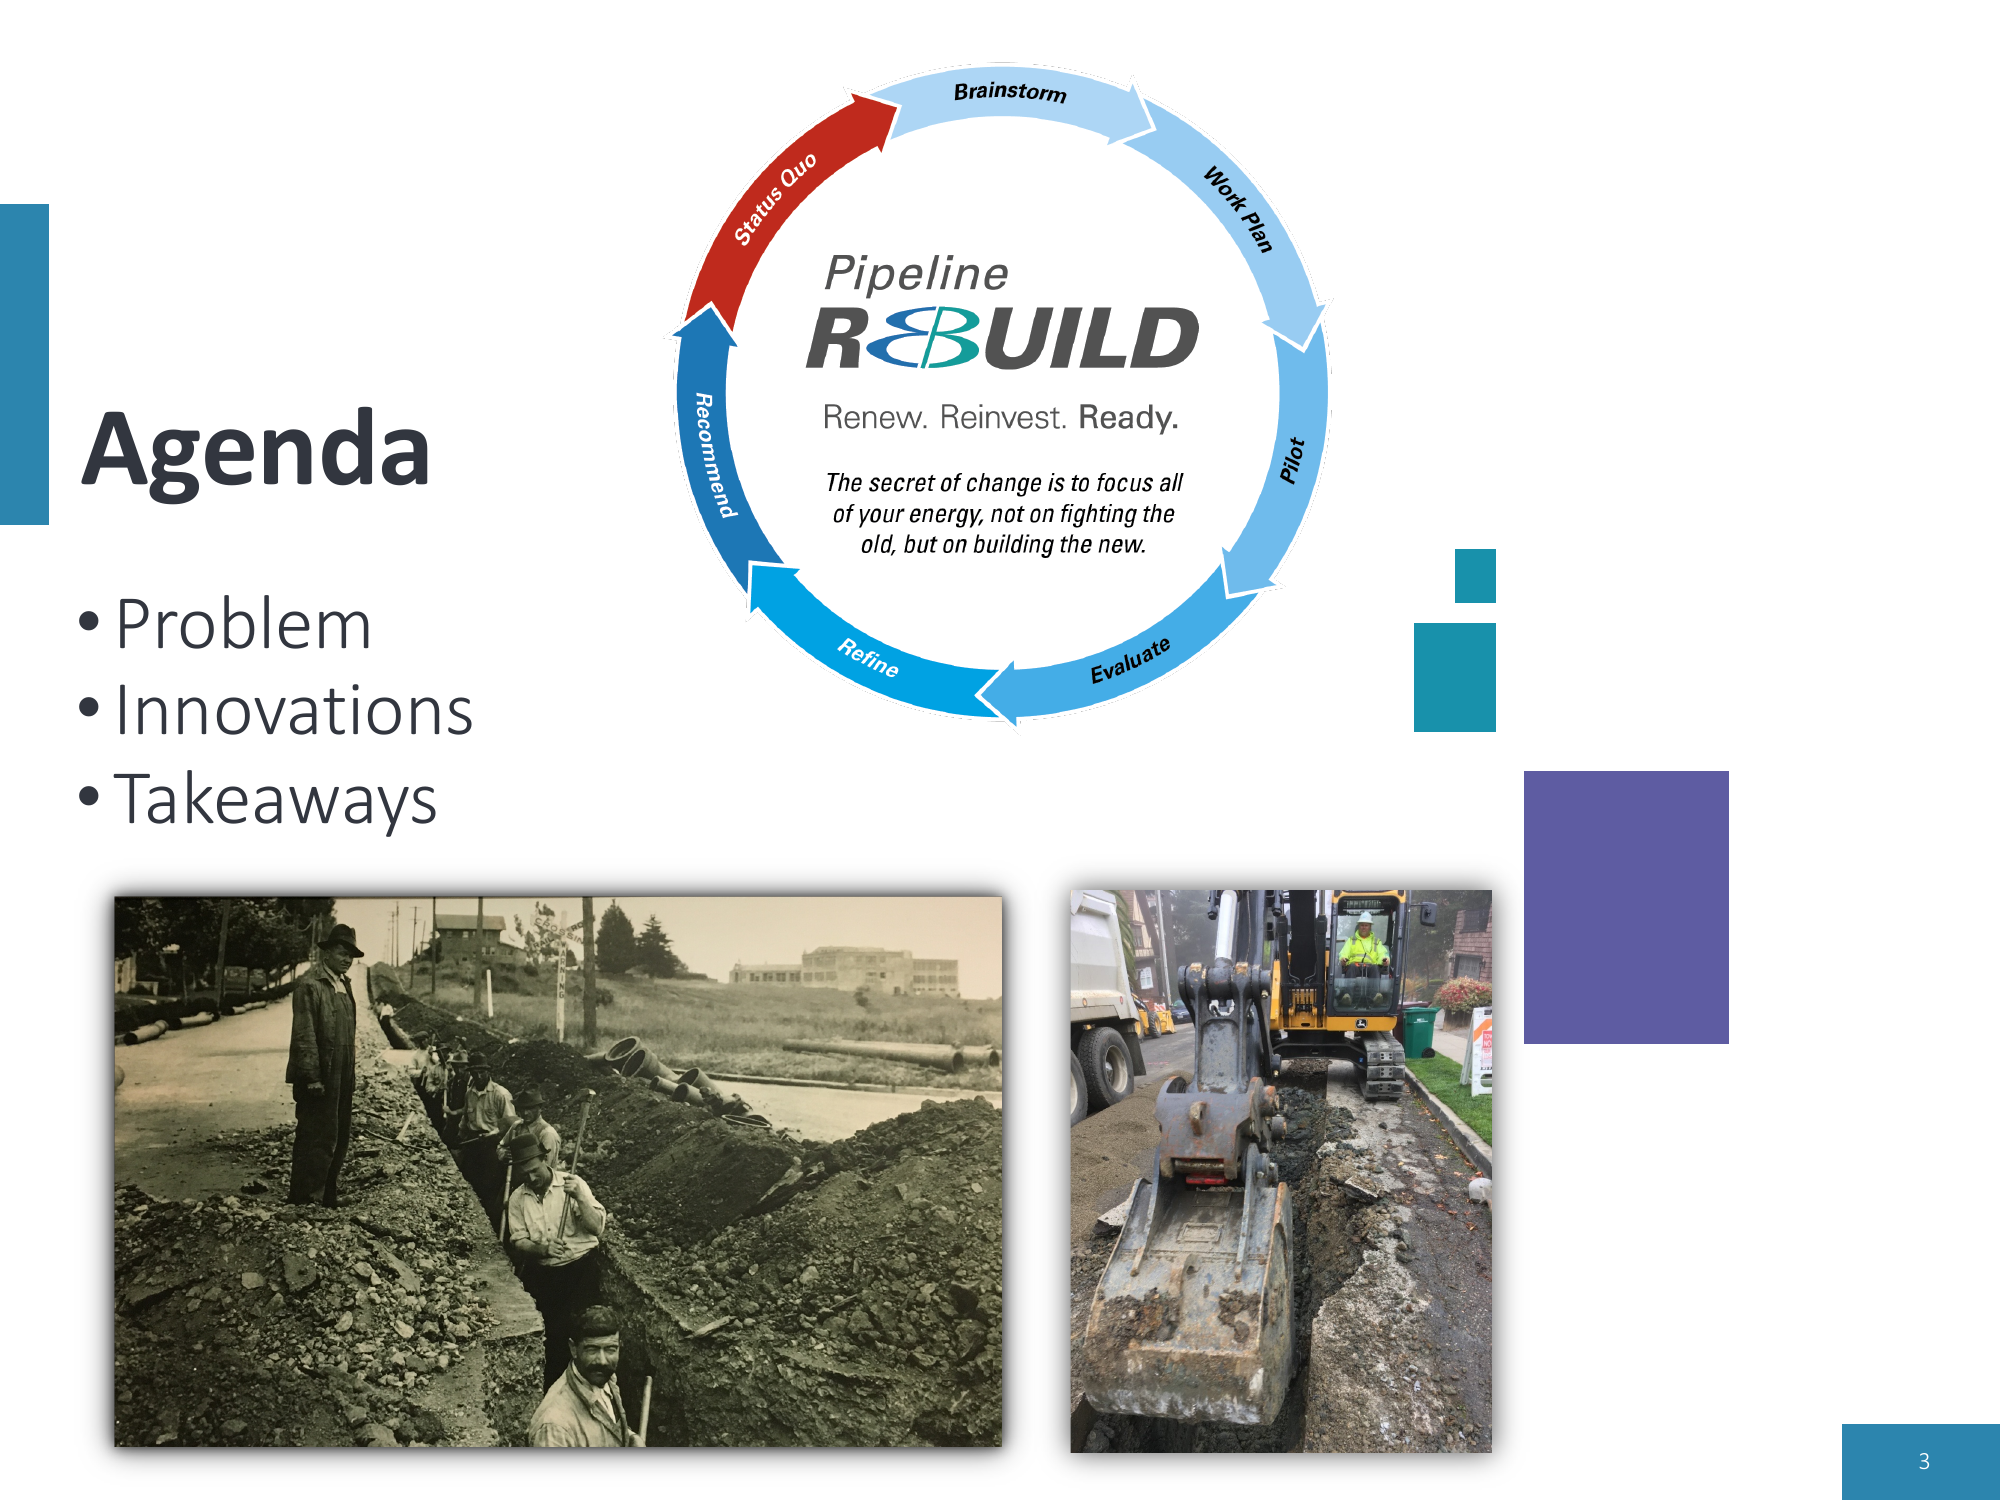 Agenda
• Problem
• Innovations
• Takeaways
Status Quo
Brainstorm
Work Plan
Pilot
Evaluate
Refine
Recommend
Pipeline
REBUILD
Renew. Reinvest. Ready.
The secret of change is to focus all
of your energy, not on fighting the
old, but on building the new.
3